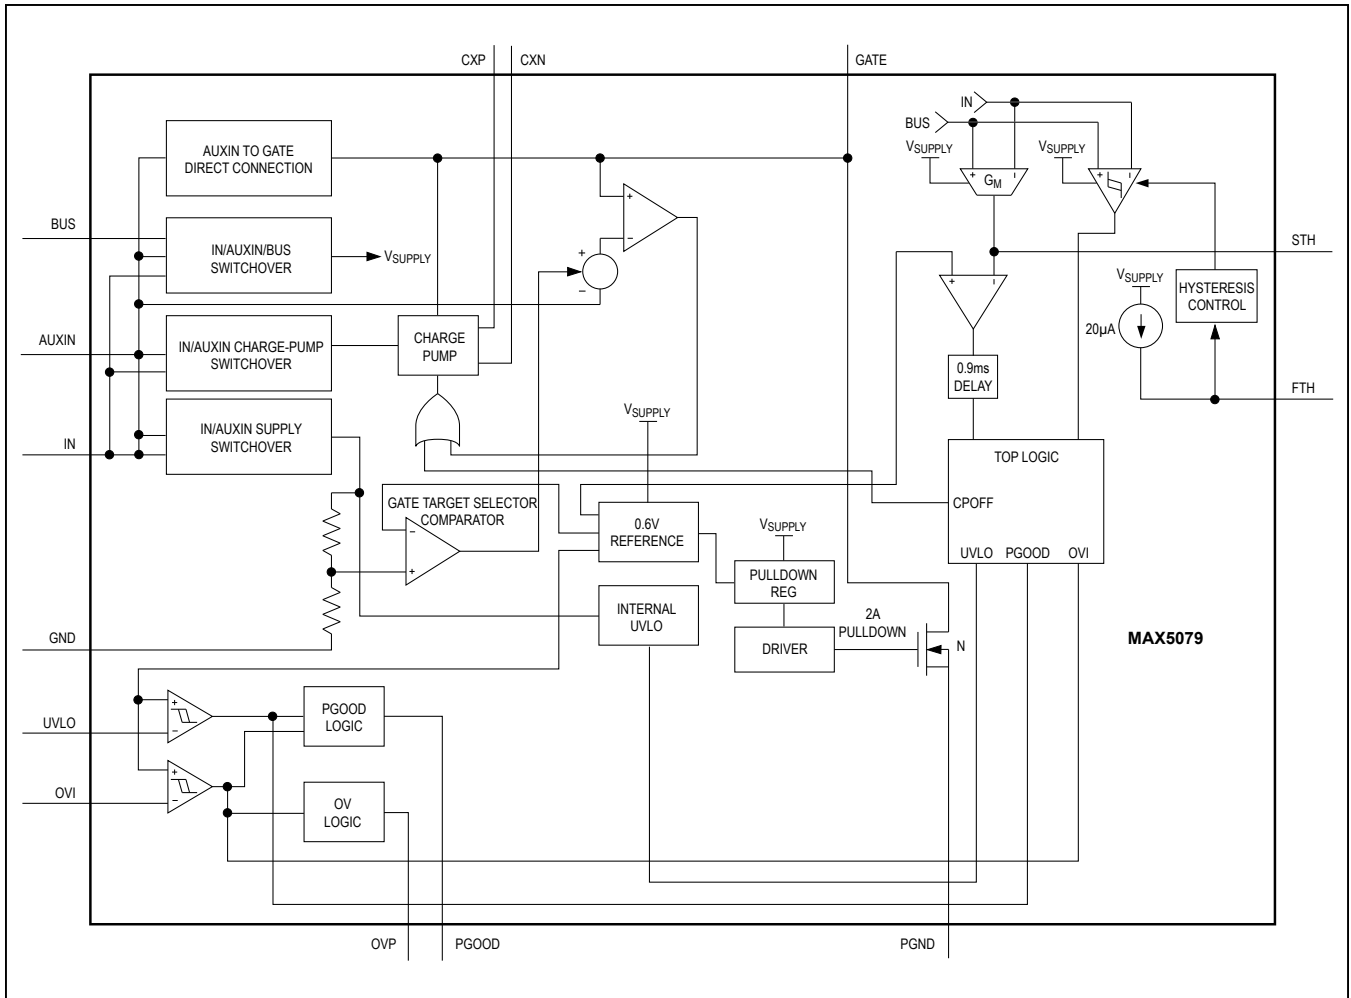 CXP CXN GATE
IN
BUS
VSUPPLY VSUPPLY
+ -
GM
+ -
AUXIN TO GATE
DIRECT CONNECTION
BUS
IN/AUXIN/BUS
SWITCHOVER
VSUPPLY
+
-
+
-
STH
+ -
VSUPPLY
HYSTERESIS
CONTROL
20µA
AUXIN
IN/AUXIN CHARGE-PUMP
SWITCHOVER
CHARGE
PUMP
0.9ms
DELAY
FTH
IN
IN/AUXIN SUPPLY
SWITCHOVER
VSUPPLY
TOP LOGIC
CPOFF
UVLO PGOOD OVI
GATE TARGET SELECTOR
COMPARATOR
-
+
0.6V
REFERENCE
VSUPPLY
PULLDOWN
REG
INTERNAL
UVLO
2A
PULLDOWN
DRIVER
N
MAX5079
GND
UVLO
+
-
PGOOD
LOGIC
OVI
+
-
OV
LOGIC
OVP PGOOD PGND